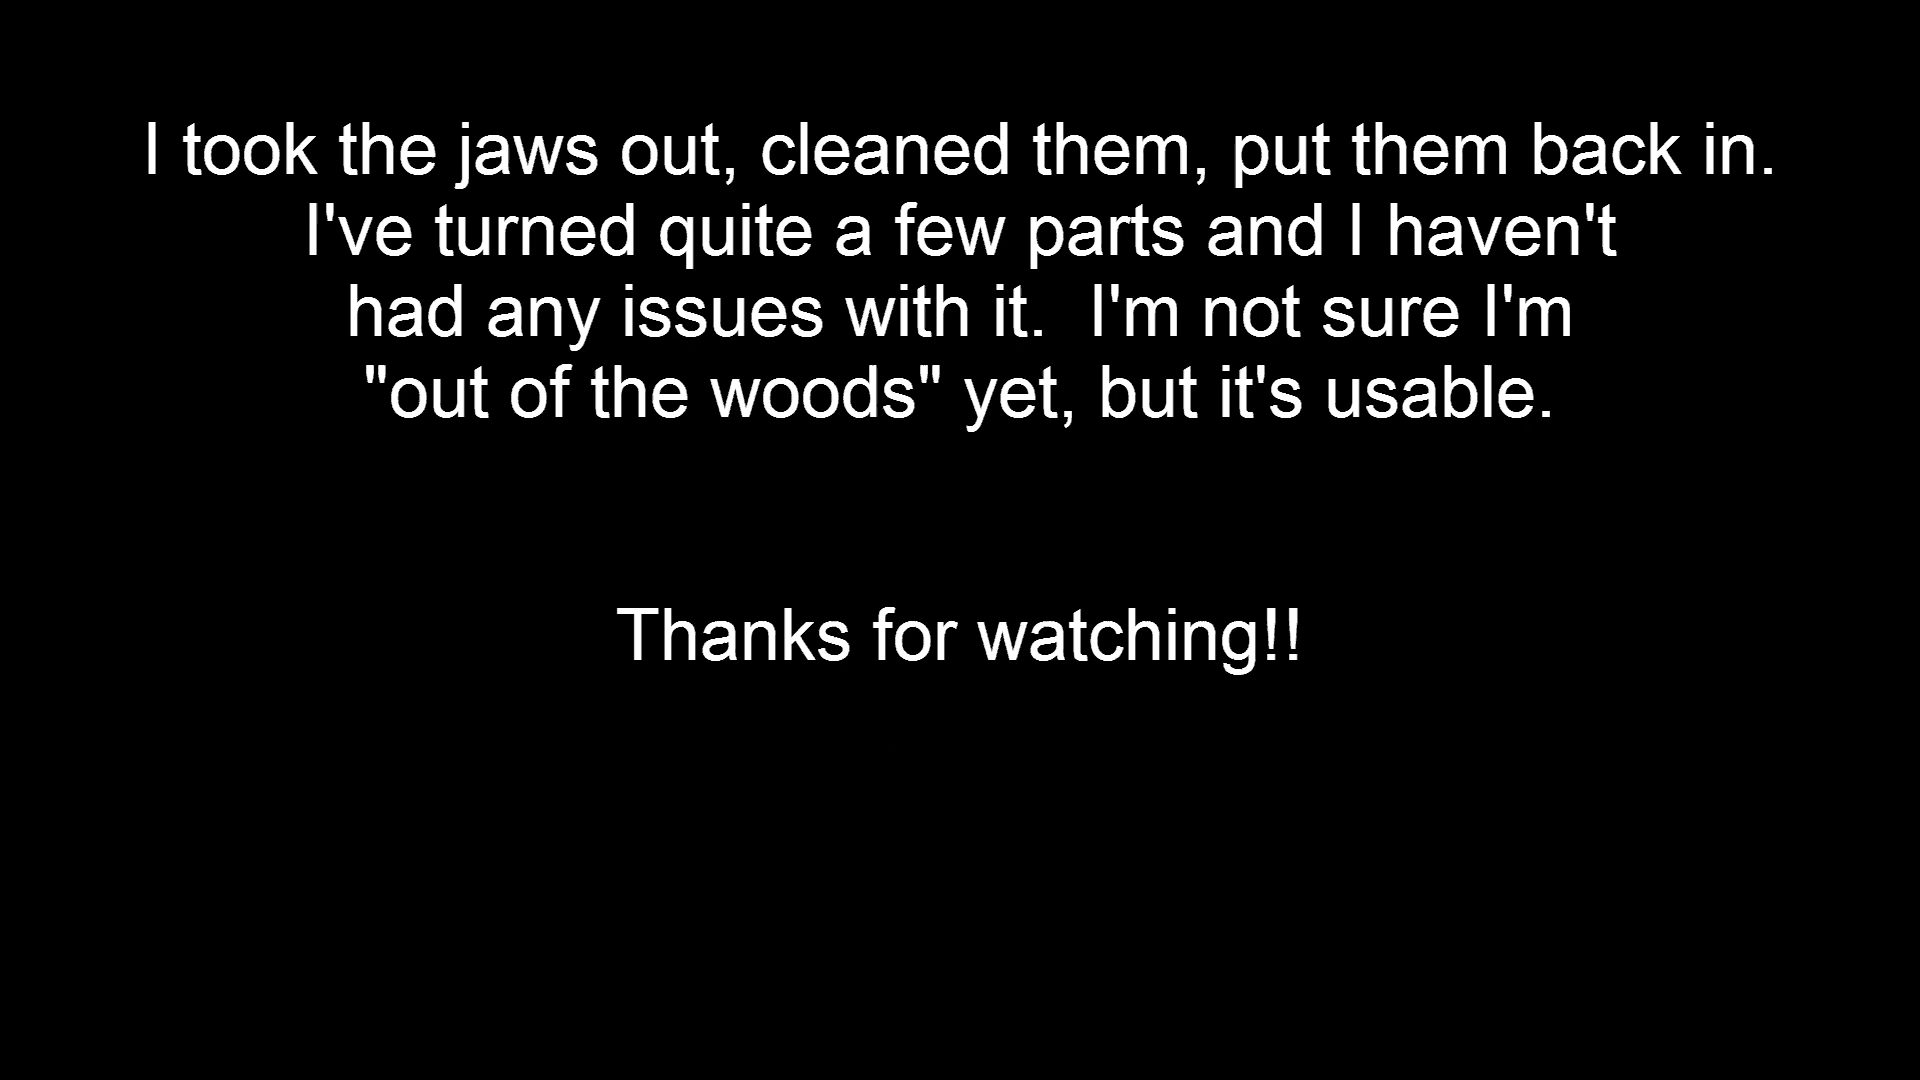 I took the jaws out, cleaned them, put them back in.
I've turned quite a few parts and I haven't
had any issues with it.  I'm not sure I'm
"out of the woods" yet, but it's usable.
Thanks for watching!!